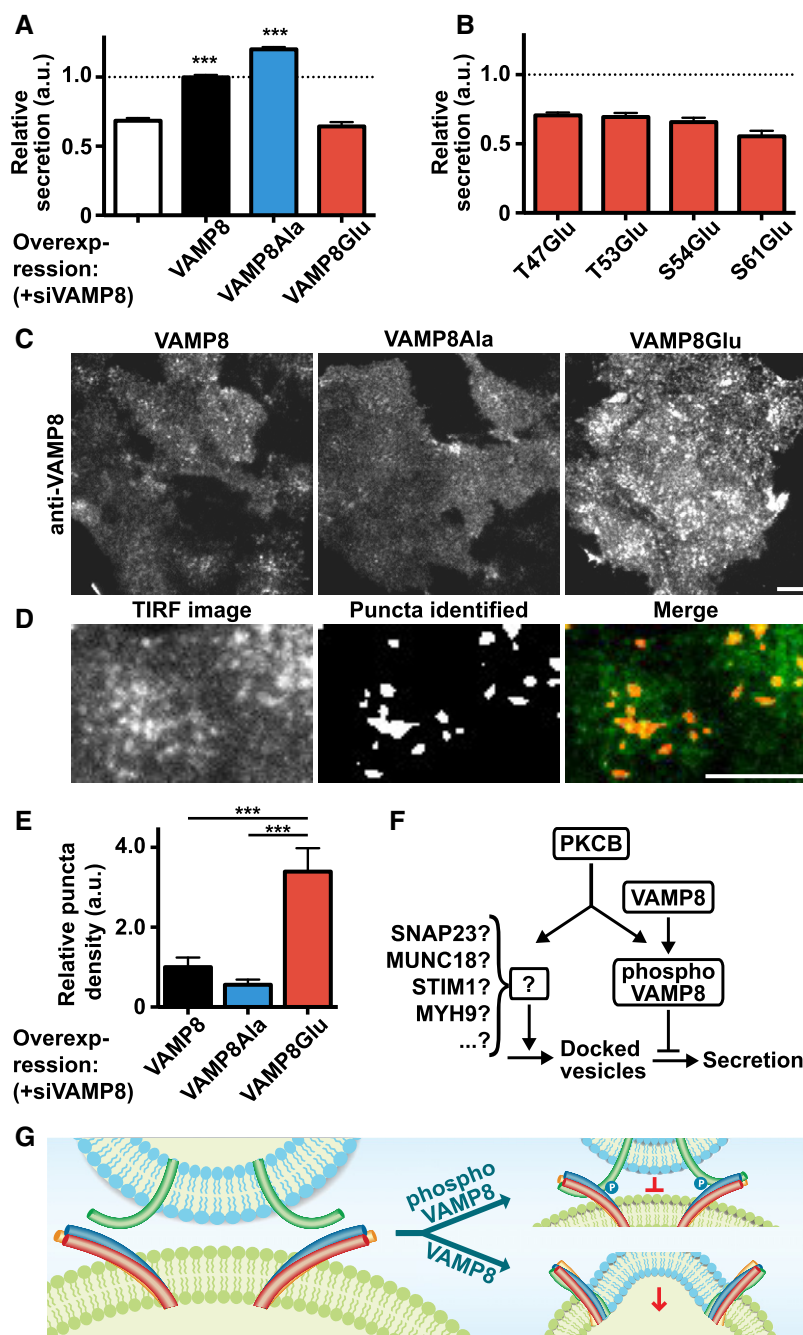 A
Relative
secretion (a.u.)
1.0
0.5
0
***
***
Overexp-
ression:
(+siVAMP8)
VAMP8
VAMP8Ala
VAMP8Glu
B
Relative
secretion (a.u.)
1.0
0.5
0
T47Glu
T53Glu
S54Glu
S61Glu
C
VAMP8
VAMP8Ala
VAMP8Glu
anti-VAMP8
D
TIRF image
Puncta identified
Merge
E
Relative puncta
density (a.u.)
4.0
2.0
0
***
***
Overexp-
ression:
(+siVAMP8)
VAMP8
VAMP8Ala
VAMP8Glu
F
PKCB
VAMP8
SNAP23?
MUNC18?
STIM1?
MYH9?
...?
?
phospho
VAMP8
Docked
vesicles
Secretion
G
phospho
VAMP8
VAMP8
P
P